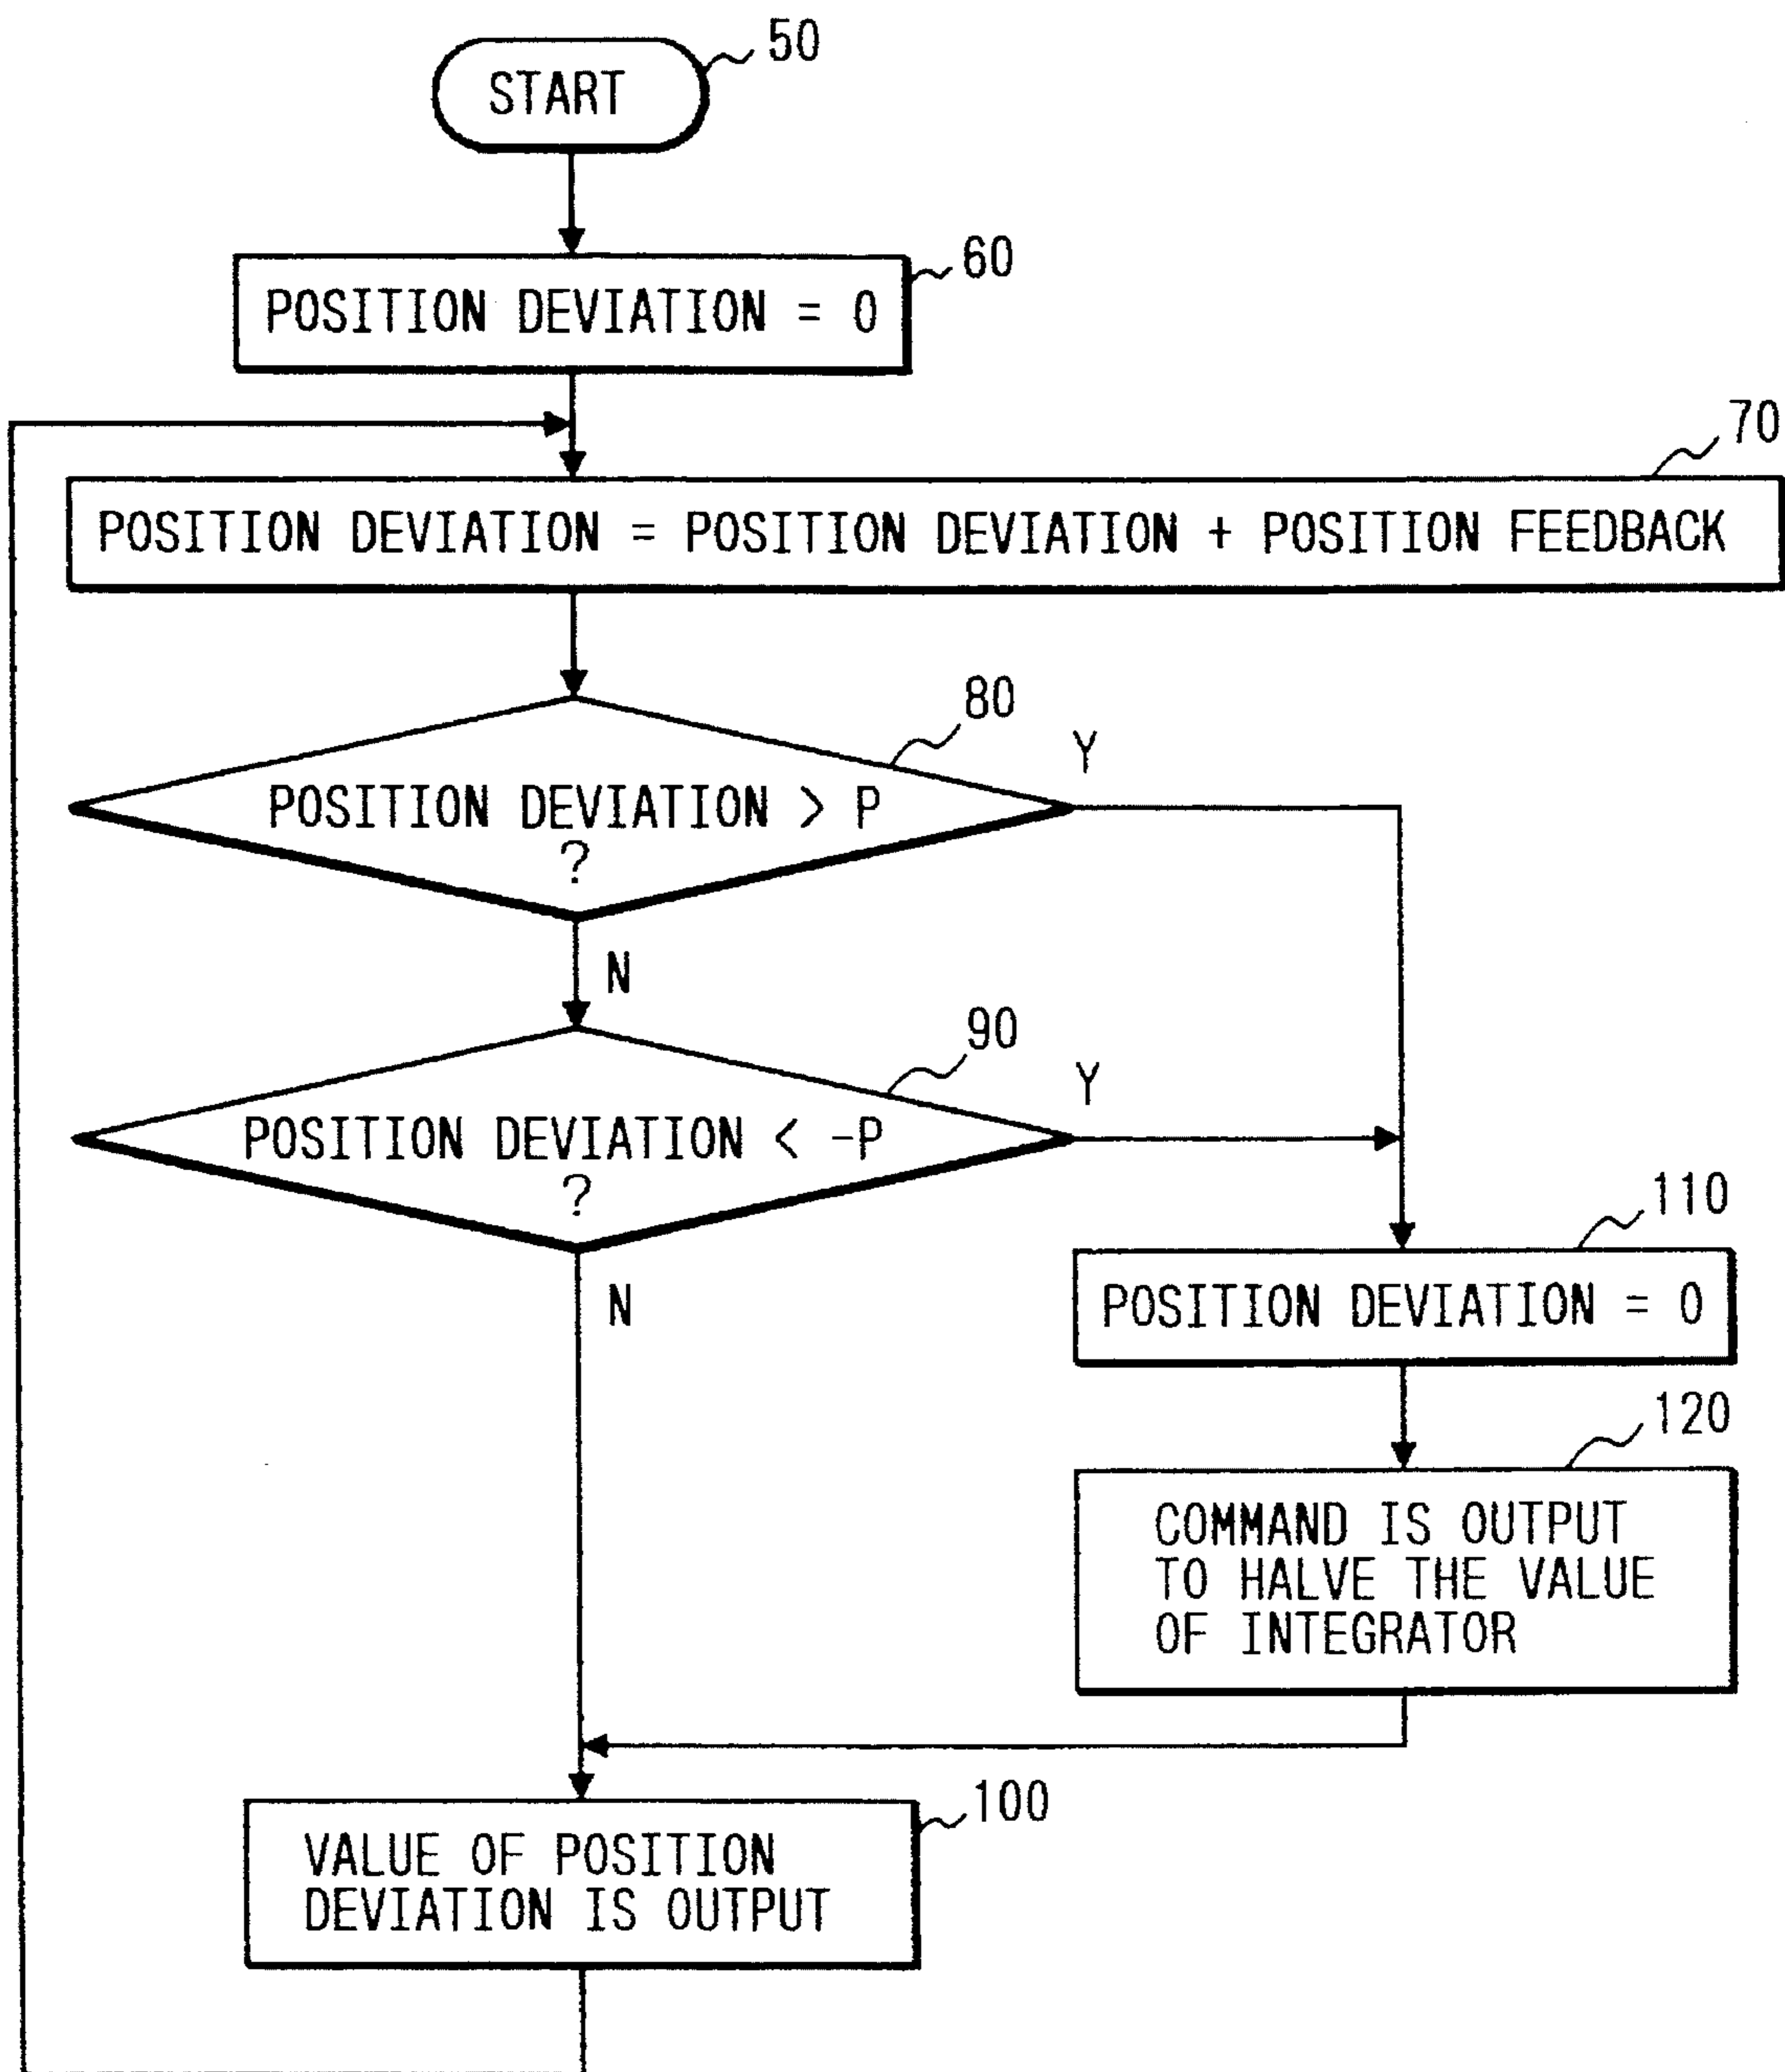 50
START
60
POSITION DEVIATION = 0
70
POSITION DEVIATION = POSITION DEVIATION + POSITION FEEDBACK
80
Y
POSITION DEVIATION > P
?
N
90
Y
POSITION DEVIATION < -P
?
N
110
POSITION DEVIATION = 0
120
COMMAND IS OUTPUT
TO HALVE THE VALUE
OF INTEGRATOR
100
VALUE OF POSITION
DEVIATION IS OUTPUT